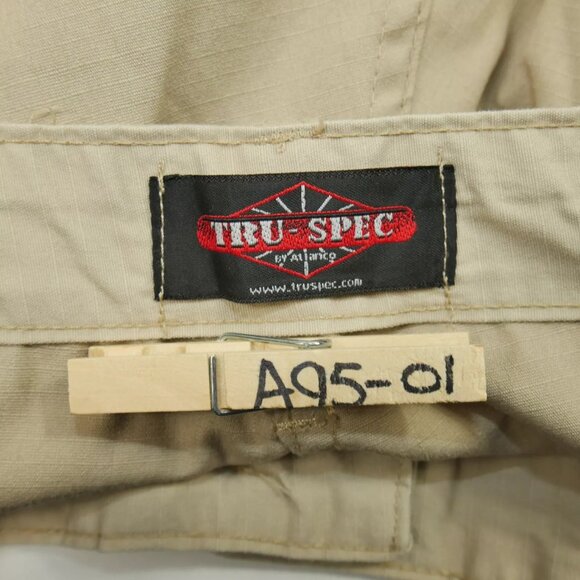 TRU-SPEC
BY Atlanco
www.truspec.com
A95-01